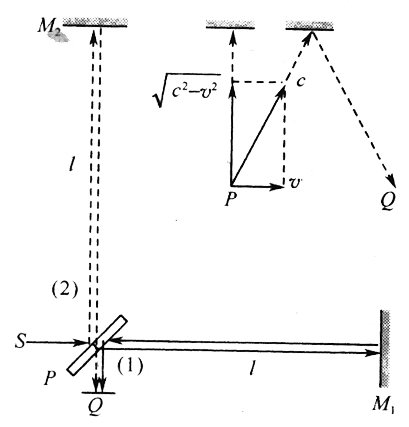 M₂
√c²−v²
c
l
P
v
Q
(2)
S
P
(1)
l
Q
M₁